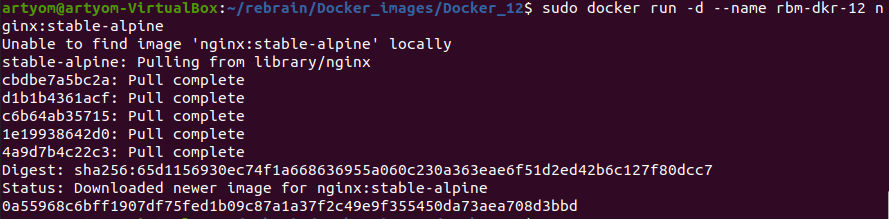 artyom@artyom-VirtualBox:~/rebrain/Docker_images/Docker_12$ sudo docker run -d --name rbm-dkr-12 n
ginx:stable-alpine
Unable to find image 'nginx:stable-alpine' locally
stable-alpine: Pulling from library/nginx
cbdbe7a5bc2a: Pull complete
d1b1b4361acf: Pull complete
c6b64ab35715: Pull complete
1e19938642d0: Pull complete
4a9d7b4c22c3: Pull complete
Digest: sha256:65d1156930ec74f1a668636955a060c230a363eae6f51d2ed42b6c127f80dcc7
Status: Downloaded newer image for nginx:stable-alpine
0a55968c6bff1907df75fed1b09c87a1a37f2c49e9f355450da73aea708d3bbd